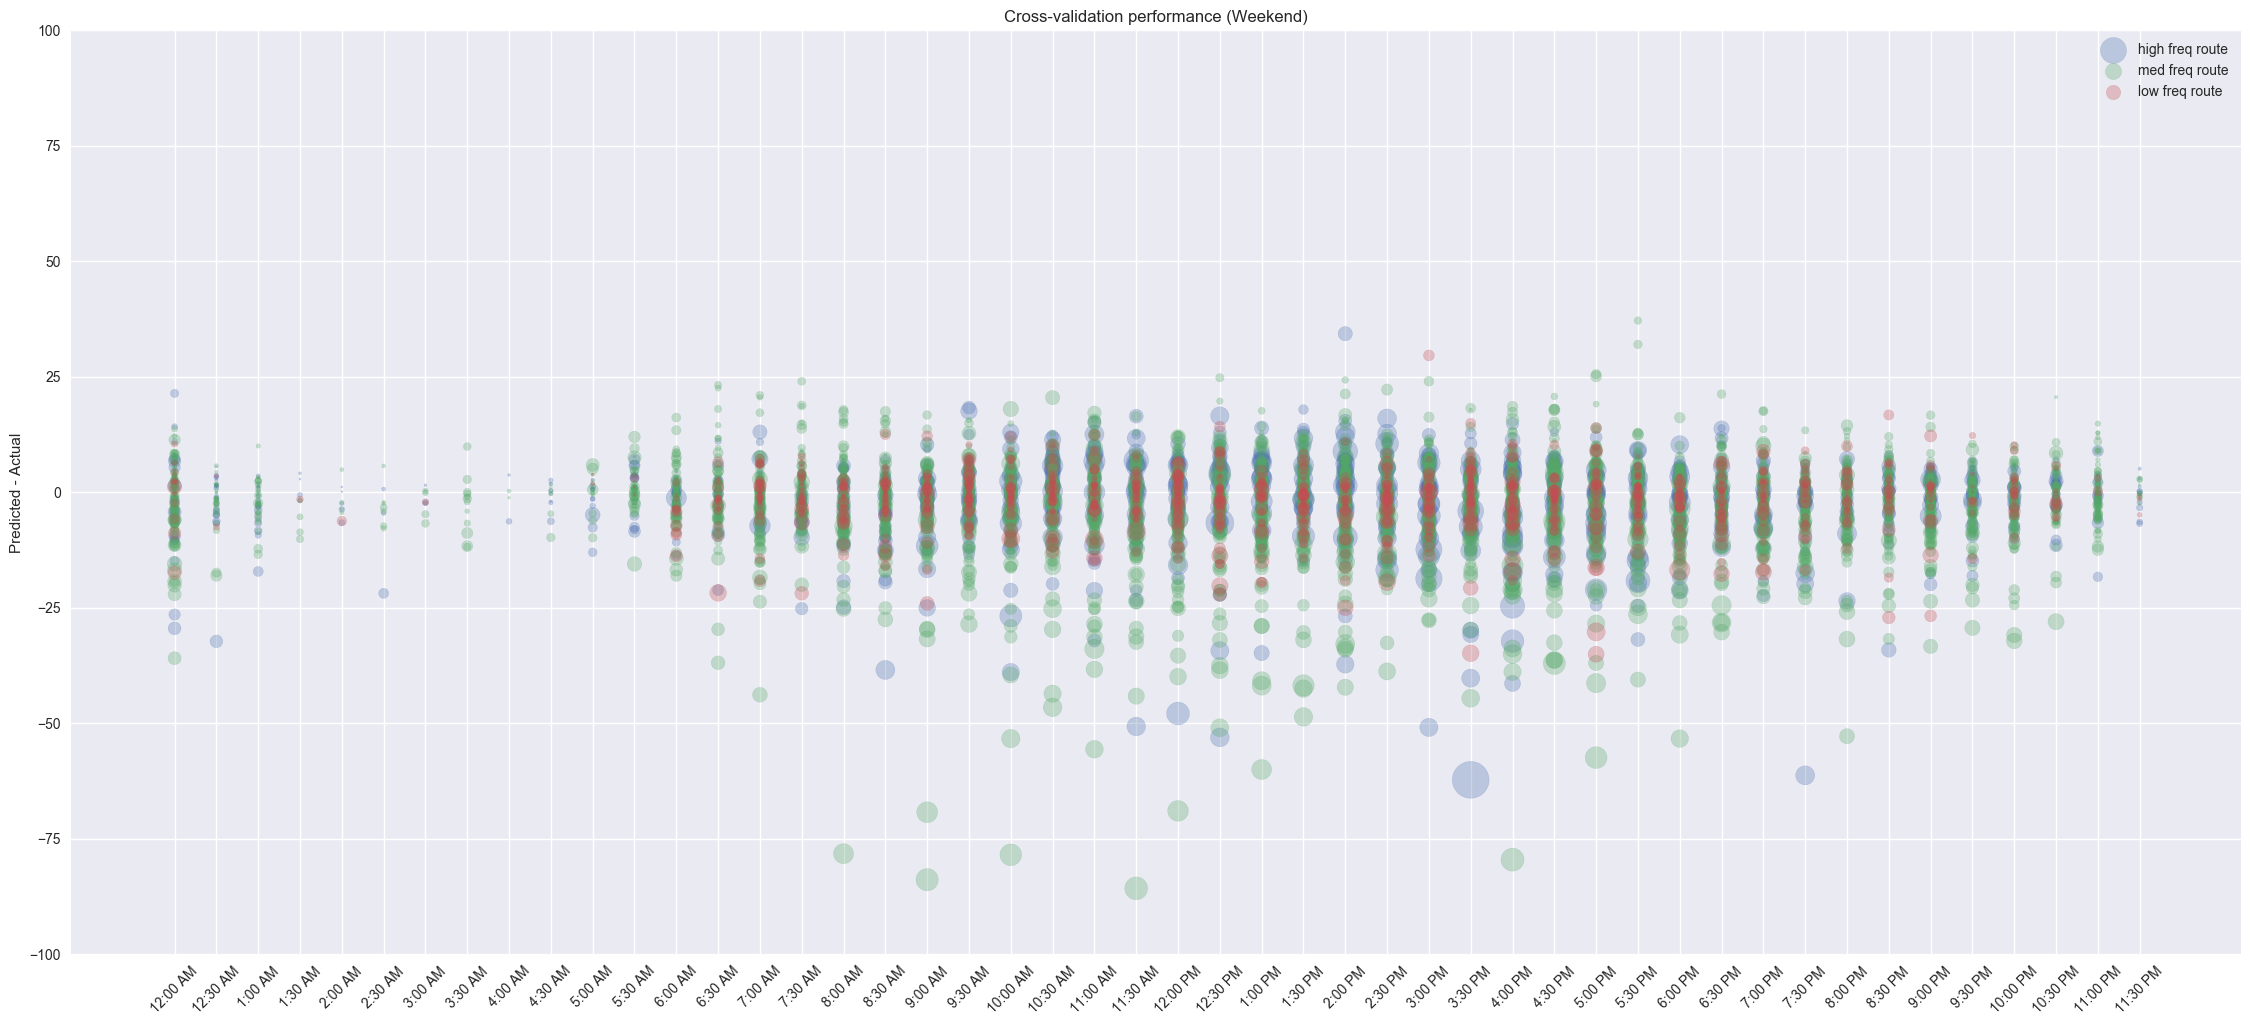 Cross-validation performance (Weekend)
100
75
50
25
0
−25
−50
−75
−100
Predicted - Actual
high freq route
med freq route
low freq route
12:00 AM
12:30 AM
1:00 AM
1:30 AM
2:00 AM
2:30 AM
3:00 AM
3:30 AM
4:00 AM
4:30 AM
5:00 AM
5:30 AM
6:00 AM
6:30 AM
7:00 AM
7:30 AM
8:00 AM
8:30 AM
9:00 AM
9:30 AM
10:00 AM
10:30 AM
11:00 AM
11:30 AM
12:00 PM
12:30 PM
1:00 PM
1:30 PM
2:00 PM
2:30 PM
3:00 PM
3:30 PM
4:00 PM
4:30 PM
5:00 PM
5:30 PM
6:00 PM
6:30 PM
7:00 PM
7:30 PM
8:00 PM
8:30 PM
9:00 PM
9:30 PM
10:00 PM
10:30 PM
11:00 PM
11:30 PM